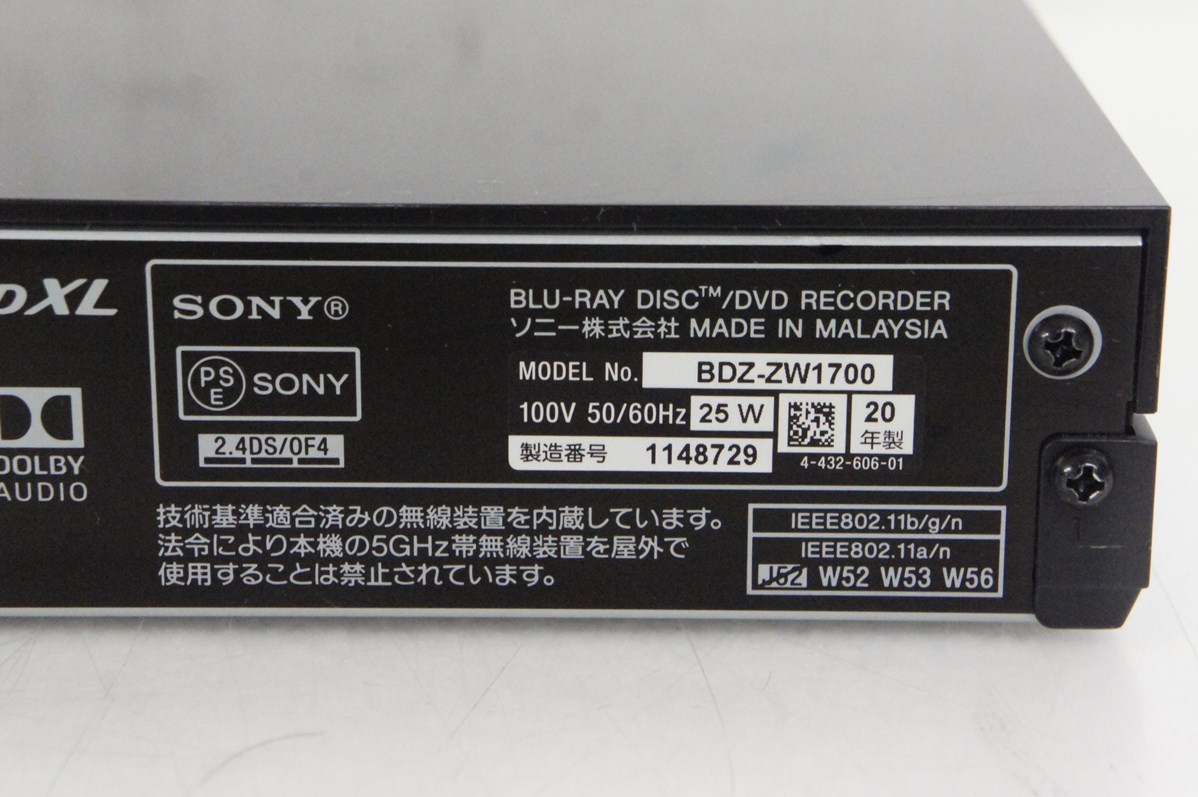 DXL
DOLBY
AUDIO
SONY®
PSE SONY
2.4DS/OF4
BLU-RAY DISC™/DVD RECORDER
ソニー株式会社 MADE IN MALAYSIA
MODEL No. BDZ-ZW1700
100V 50/60Hz 25 W
20
年製
製造番号 1148729
4-432-606-01
技術基準適合済みの無線装置を内蔵しています。
法令により本機の5GHz帯無線装置を屋外で
使用することは禁止されています。
IEEE802.11b/g/n
IEEE802.11a/n
J52 W52 W53 W56